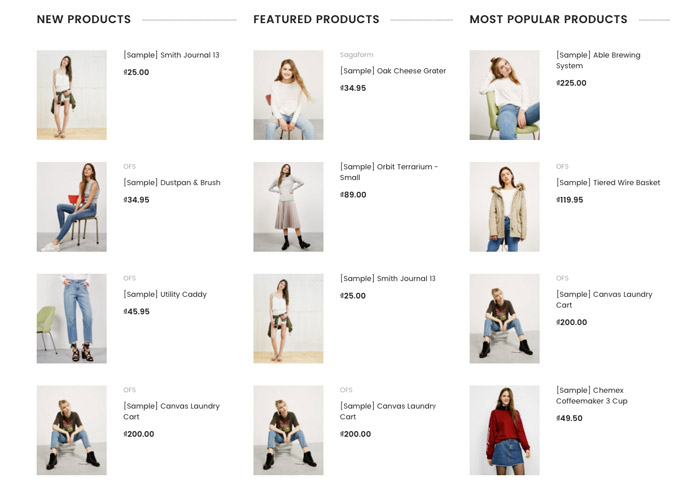 NEW PRODUCTS
[Sample] Smith Journal 13
₫25.00
OFS
[Sample] Dustpan & Brush
₫34.95
OFS
[Sample] Utility Caddy
₫45.95
OFS
[Sample] Canvas Laundry
Cart
₫200.00
FEATURED PRODUCTS
Sagaform
[Sample] Oak Cheese Grater
₫34.95
[Sample] Orbit Terrarium -
Small
₫89.00
[Sample] Smith Journal 13
₫25.00
OFS
[Sample] Canvas Laundry
Cart
₫200.00
MOST POPULAR PRODUCTS
[Sample] Able Brewing
System
₫225.00
OFS
[Sample] Tiered Wire Basket
₫119.95
OFS
[Sample] Canvas Laundry
Cart
₫200.00
[Sample] Chemex
Coffeemaker 3 Cup
₫49.50